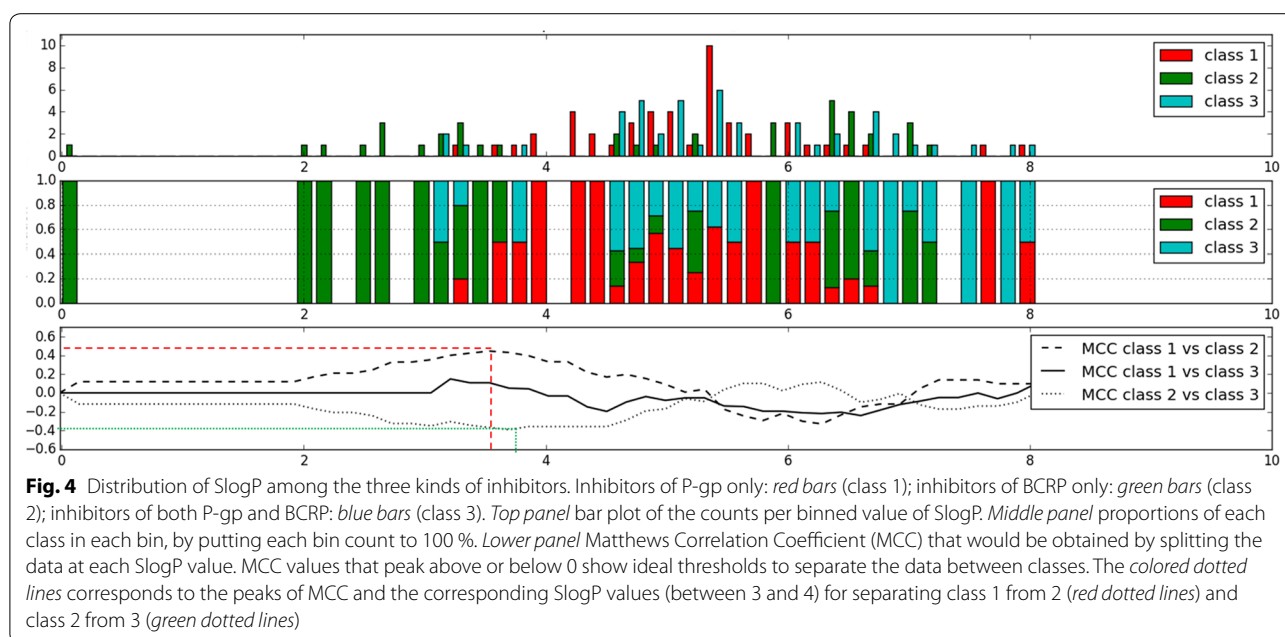 10
8
6
4
2
0
0 2 4 6 8 10
class 1
class 2
class 3
1.0
0.8
0.6
0.4
0.2
0.0
0 2 4 6 8 10
class 1
class 2
class 3
0.6
0.4
0.2
0.0
−0.2
−0.4
−0.6
0 2 4 6 8 10
MCC class 1 vs class 2
MCC class 1 vs class 3
MCC class 2 vs class 3
Fig. 4 Distribution of SlogP among the three kinds of inhibitors. Inhibitors of P-gp only: red bars (class 1); inhibitors of BCRP only: green bars (class
2); inhibitors of both P-gp and BCRP: blue bars (class 3). Top panel bar plot of the counts per binned value of SlogP. Middle panel proportions of each
class in each bin, by putting each bin count to 100 %. Lower panel Matthews Correlation Coefficient (MCC) that would be obtained by splitting the
data at each SlogP value. MCC values that peak above or below 0 show ideal thresholds to separate the data between classes. The colored dotted
lines corresponds to the peaks of MCC and the corresponding SlogP values (between 3 and 4) for separating class 1 from 2 (red dotted lines) and
class 2 from 3 (green dotted lines)